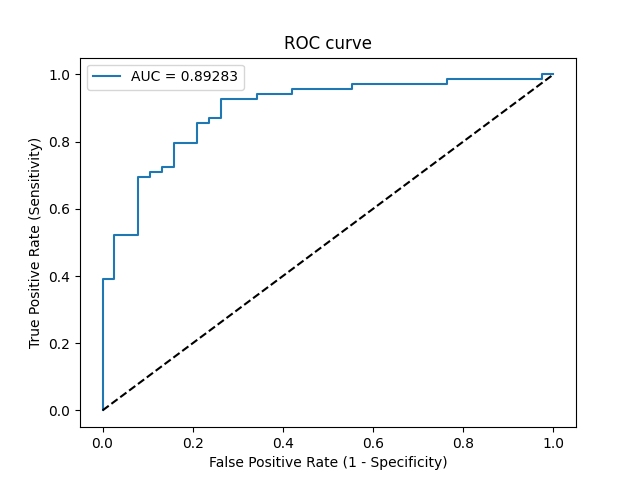 ROC curve
AUC = 0.89283
1.0
0.8
0.6
0.4
0.2
0.0
True Positive Rate (Sensitivity)
0.0 0.2 0.4 0.6 0.8 1.0
False Positive Rate (1 - Specificity)